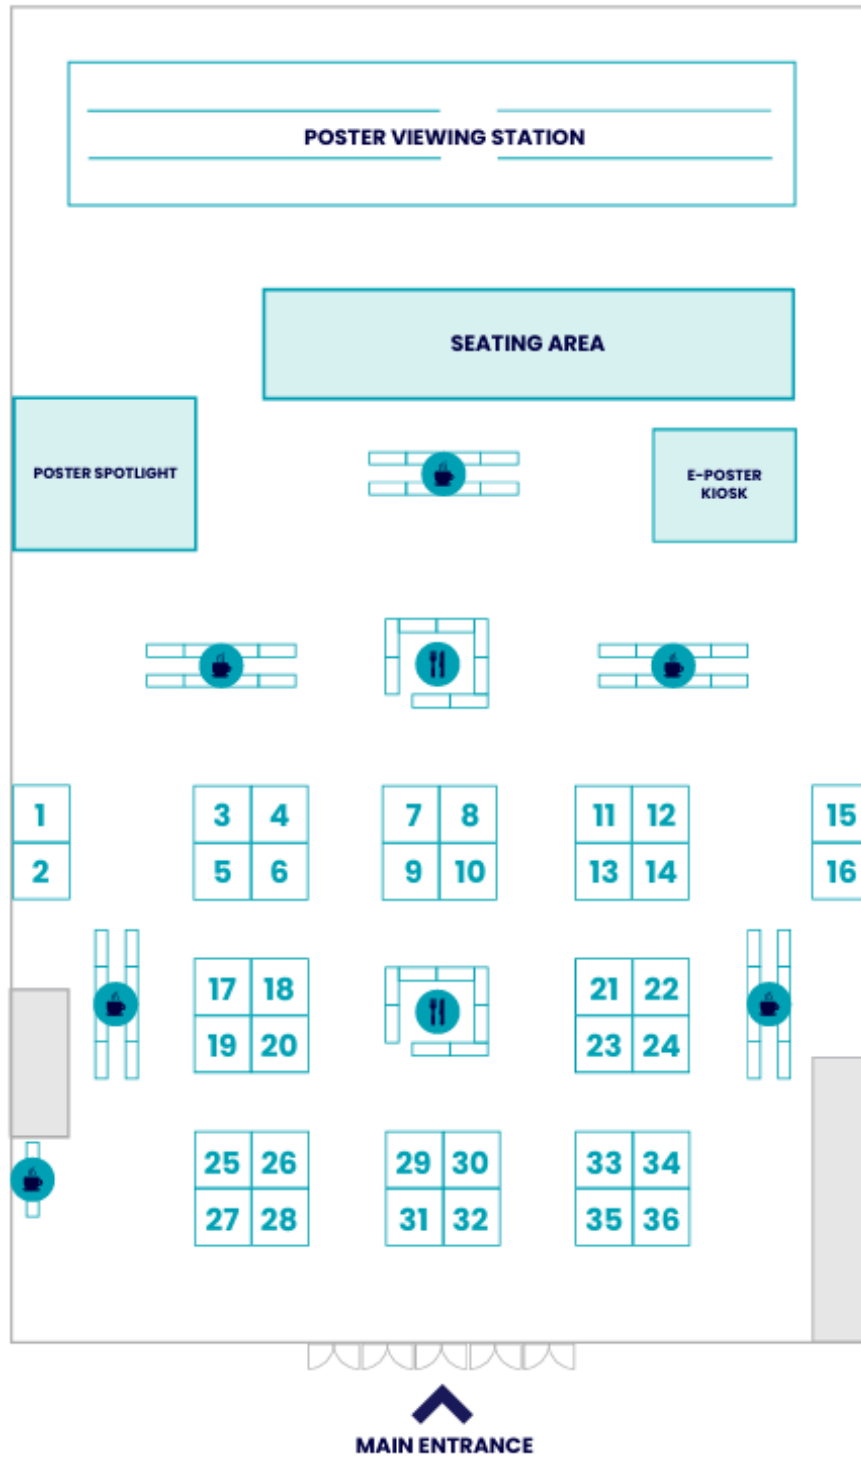 POSTER VIEWING STATION
SEATING AREA
POSTER SPOTLIGHT
E-POSTER
KIOSK
1 3 4 7 8 11 12 15
2 5 6 9 10 13 14 16
17 18 21 22
19 20 23 24
25 26 29 30 33 34
27 28 31 32 35 36
MAIN ENTRANCE